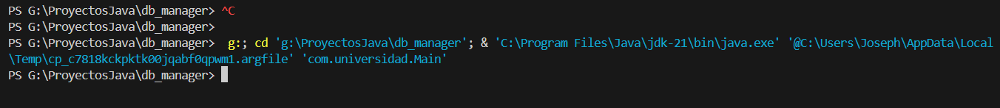 PS G:\ProyectosJava\db_manager> ^C
PS G:\ProyectosJava\db_manager>
PS G:\ProyectosJava\db_manager>  g:; cd 'g:\ProyectosJava\db_manager'; & 'C:\Program Files\Java\jdk-21\bin\java.exe' '@C:\Users\Joseph\AppData\Local
\Temp\cp_c7818kckpktk00jqabf0qpwm1.argfile' 'com.universidad.Main'
PS G:\ProyectosJava\db_manager>